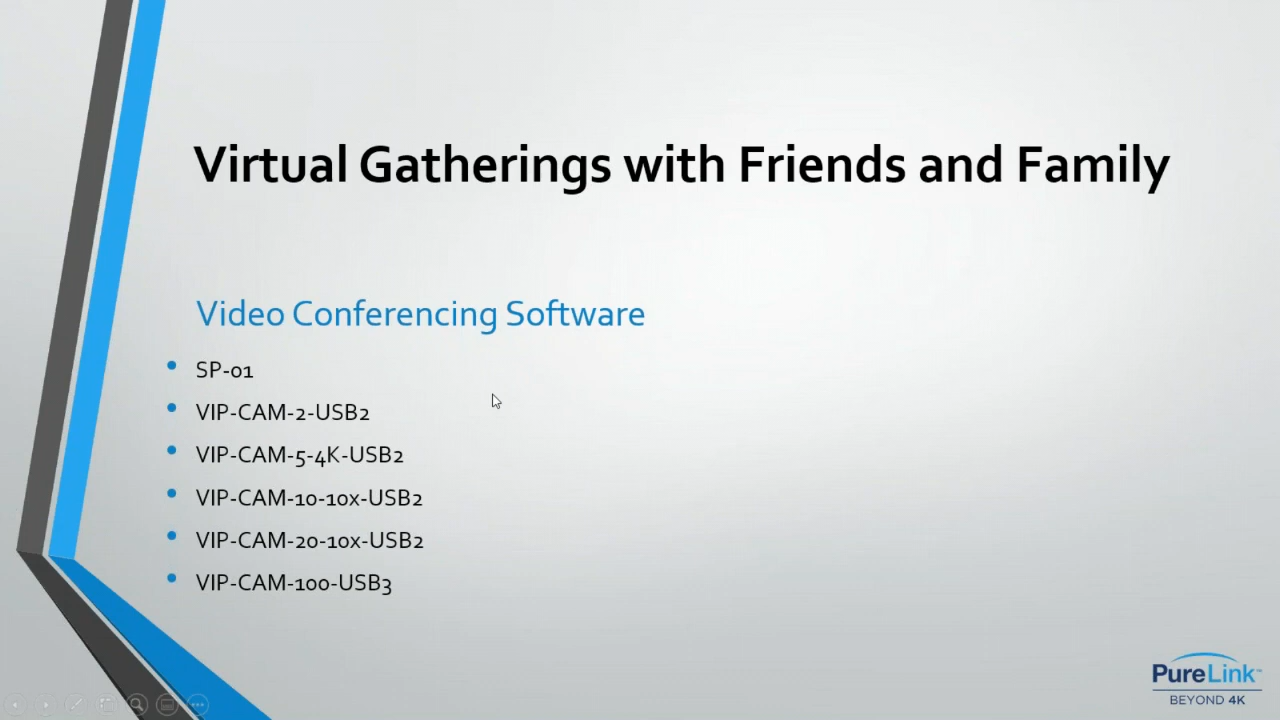 Virtual Gatherings with Friends and Family
Video Conferencing Software
SP-01
VIP-CAM-2-USB2
VIP-CAM-5-4K-USB2
VIP-CAM-10-10x-USB2
VIP-CAM-20-10x-USB2
VIP-CAM-100-USB3
PureLink™
BEYOND 4K